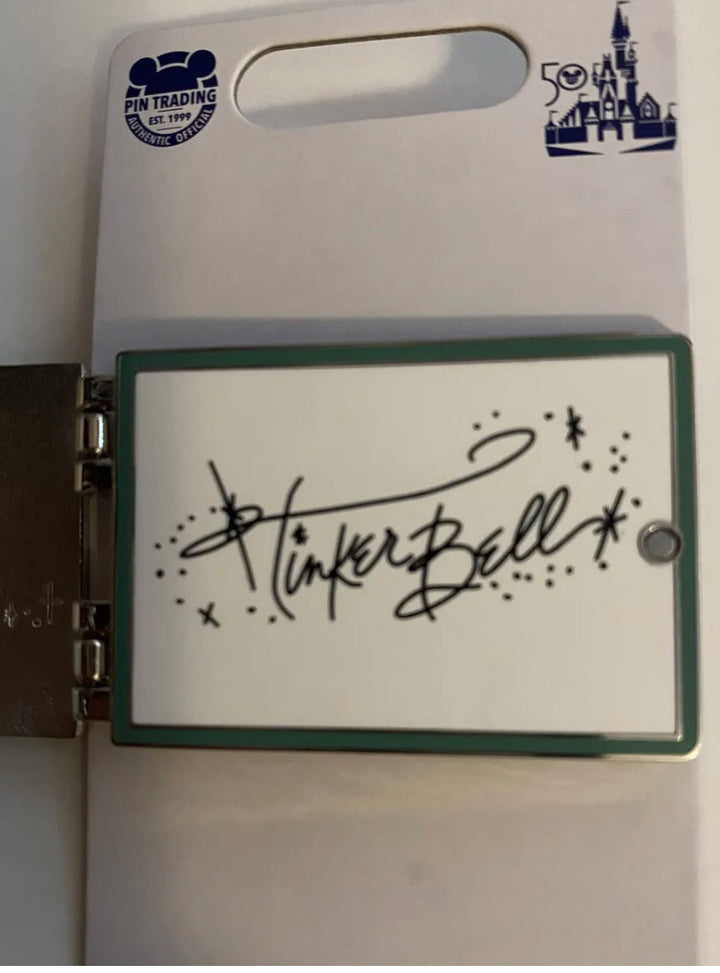 PIN TRADING
EST. 1999
AUTHENTIC OFFICIAL
50
Tinker Bell